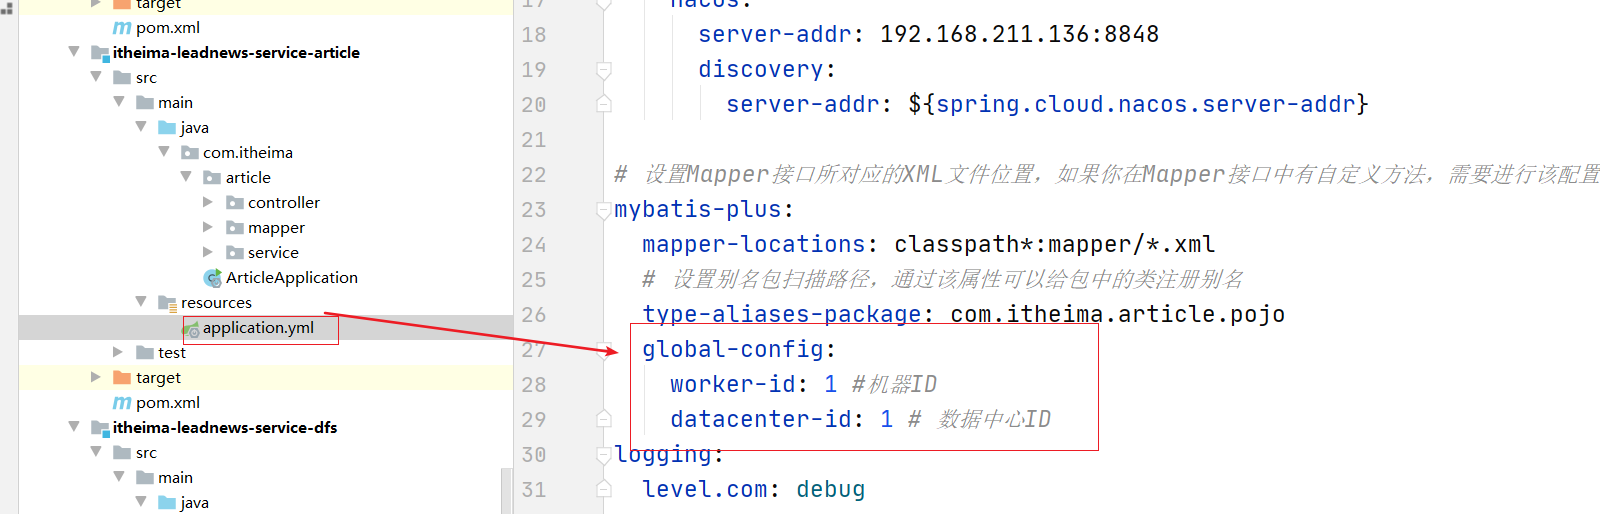 target
pom.xml
itheima-leadnews-service-article
src
main
java
com.itheima
article
controller
mapper
service
ArticleApplication
resources
application.yml
test
target
pom.xml
itheima-leadnews-service-dfs
src
main
java
17 nacos:
18 server-addr: 192.168.211.136:8848
19 discovery:
20 server-addr: ${spring.cloud.nacos.server-addr}
21
22 # 设置Mapper接口所对应的XML文件位置，如果你在Mapper接口中有自定义方法，需要进行该配置
23 mybatis-plus:
24 mapper-locations: classpath*:mapper/*.xml
25 # 设置别名包扫描路径，通过该属性可以给包中的类注册别名
26 type-aliases-package: com.itheima.article.pojo
27 global-config:
28 worker-id: 1 #机器ID
29 datacenter-id: 1 # 数据中心ID
30 logging:
31 level.com: debug